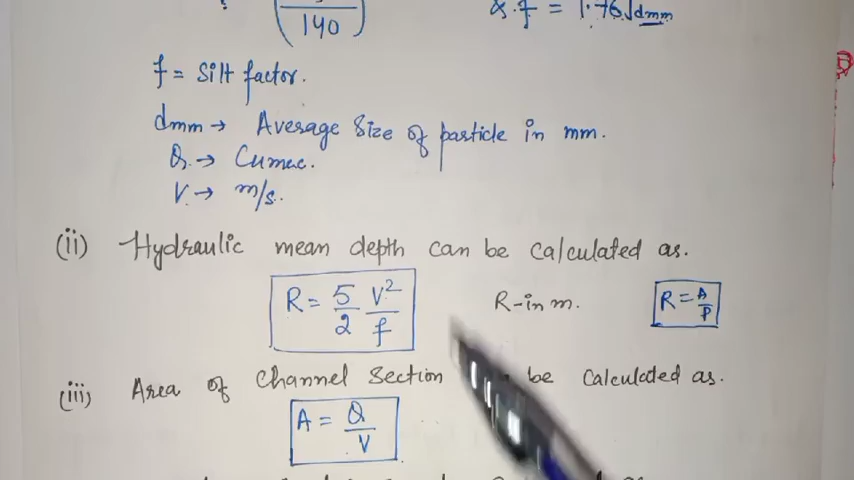 (140) & f = 1.76√dmm
f = Silt factor.
dmm → Average Size of particle in mm.
Q → Cumec.
V → m/s.
(ii) Hydraulic mean depth can be calculated as.
R = 5/2 V²/f R-in m. R = A/P
(iii) Area of Channel Section be Calculated as.
A = Q/V